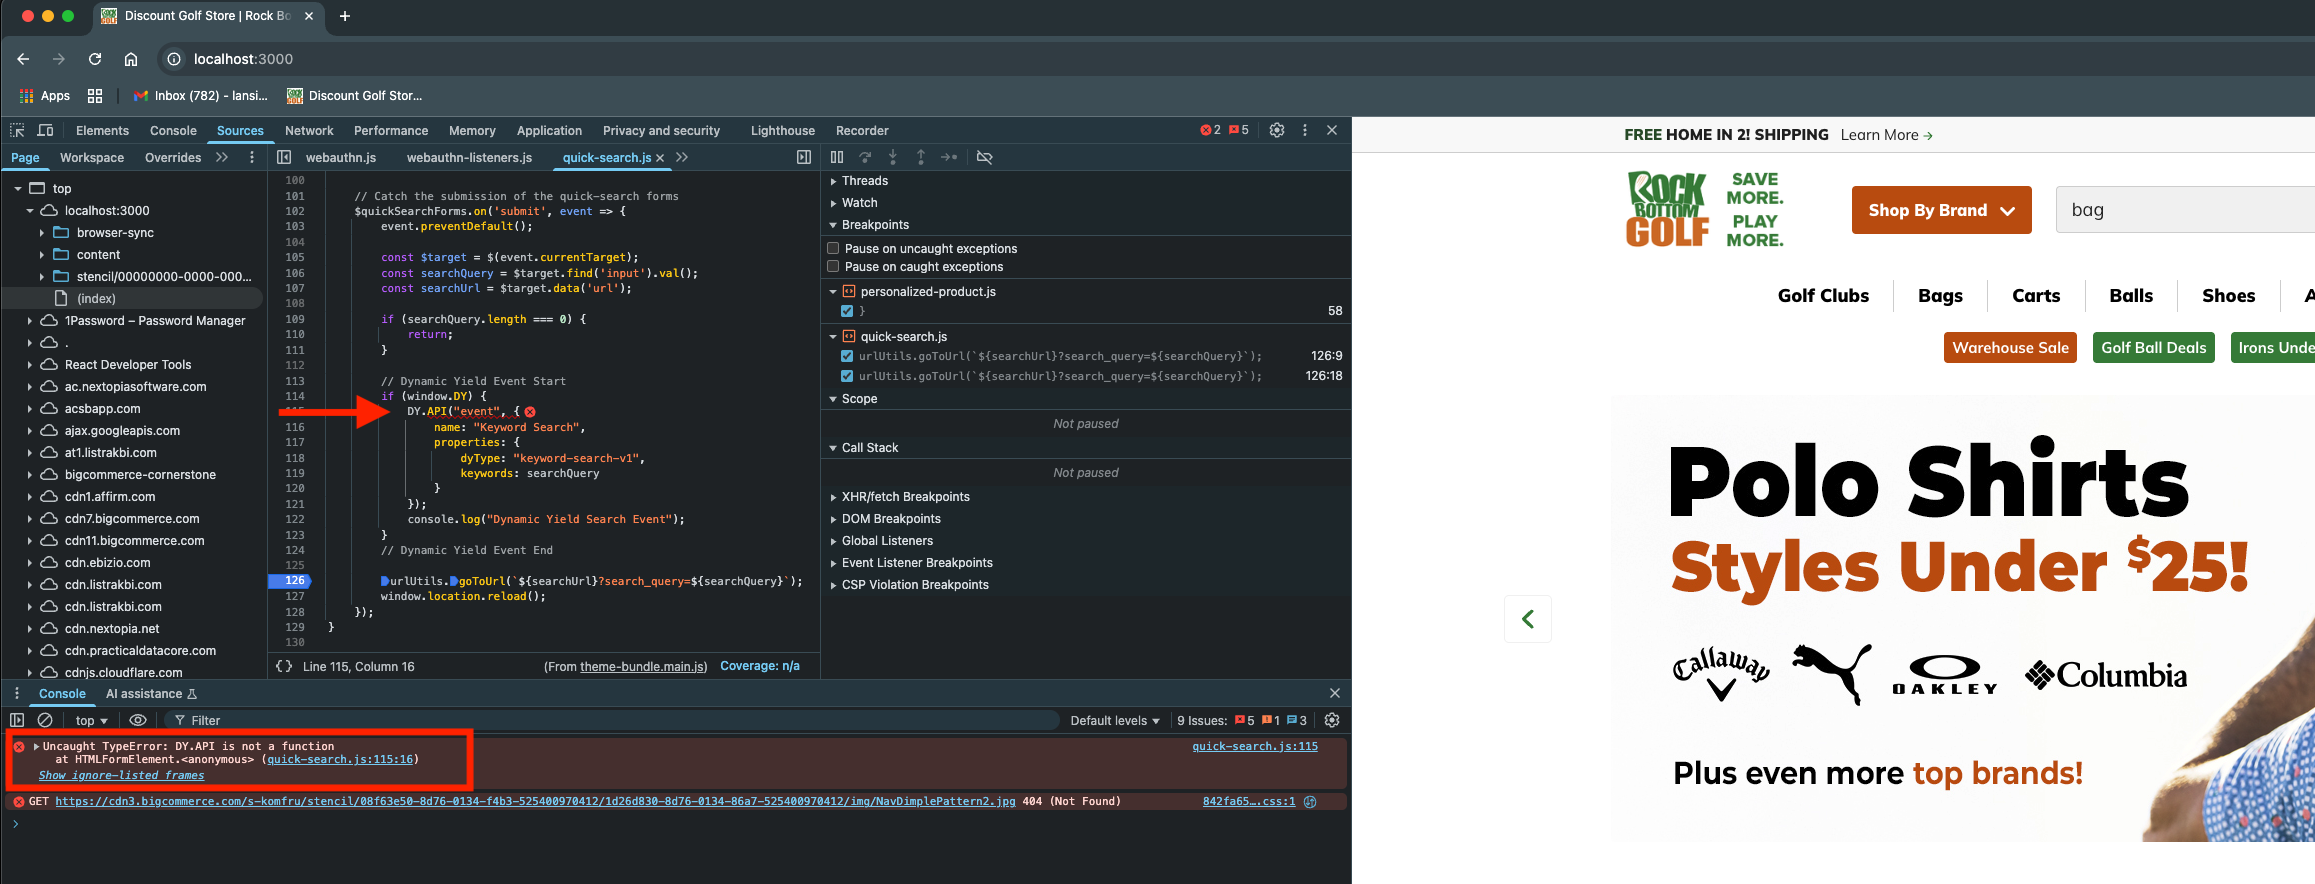 Discount Golf Store | Rock Bo
localhost:3000
Apps
Inbox (782) - lansi...
Discount Golf Stor...
Elements Console Sources Network Performance Memory Application Privacy and security Lighthouse Recorder 2 5
Page Workspace Overrides
top
localhost:3000
browser-sync
content
stencil/00000000-0000-000...
(index)
1Password – Password Manager
.
React Developer Tools
ac.nextopiasoftware.com
acsbapp.com
ajax.googleapis.com
at1.listrakbi.com
bigcommerce-cornerstone
cdn1.affirm.com
cdn7.bigcommerce.com
cdn11.bigcommerce.com
cdn.ebizio.com
cdn.listrakbi.com
cdn.listrakbi.com
cdn.nextopia.net
cdn.practicaldatacore.com
cdnjs.cloudflare.com
webauthn.js webauthn-listeners.js quick-search.js
100
101 // Catch the submission of the quick-search forms
102 $quickSearchForms.on('submit', event => {
103 event.preventDefault();
104
105 const $target = $(event.currentTarget);
106 const searchQuery = $target.find('input').val();
107 const searchUrl = $target.data('url');
108
109 if (searchQuery.length === 0) {
110 return;
111 }
112
113 // Dynamic Yield Event Start
114 if (window.DY) {
DY.API("event", {
116 name: "Keyword Search",
117 properties: {
118 dyType: "keyword-search-v1",
119 keywords: searchQuery
120 }
121 });
122 console.log("Dynamic Yield Search Event");
123 }
124 // Dynamic Yield Event End
125
126 urlUtils.goToUrl(`${searchUrl}?search_query=${searchQuery}`);
127 window.location.reload();
128 });
129 }
130
{ } Line 115, Column 16 (From theme-bundle.main.js) Coverage: n/a
Threads
Watch
Breakpoints
Pause on uncaught exceptions
Pause on caught exceptions
personalized-product.js
} 58
quick-search.js
urlUtils.goToUrl(`${searchUrl}?search_query=${searchQuery}`); 126:9
urlUtils.goToUrl(`${searchUrl}?search_query=${searchQuery}`); 126:18
Scope
Not paused
Call Stack
Not paused
XHR/fetch Breakpoints
DOM Breakpoints
Global Listeners
Event Listener Breakpoints
CSP Violation Breakpoints
Console AI assistance
top Filter Default levels 9 Issues: 5 1 3
Uncaught TypeError: DY.API is not a function quick-search.js:115
at HTMLFormElement.<anonymous> (quick-search.js:115:16)
Show ignore-listed frames
GET https://cdn3.bigcommerce.com/s-komfru/stencil/08f63e50-8d76-0134-f4b3-525400970412/1d26d830-8d76-0134-86a7-525400970412/img/NavDimplePattern2.jpg 404 (Not Found) 842fa65….css:1
FREE HOME IN 2! SHIPPING Learn More →
ROCK
BOTTOM
GOLF
SAVE
MORE.
PLAY
MORE.
Shop By Brand
bag
Golf Clubs Bags Carts Balls Shoes A
Warehouse Sale Golf Ball Deals Irons Unde
Polo Shirts
Styles Under $25!
Callaway
OAKLEY
Columbia
Plus even more top brands!